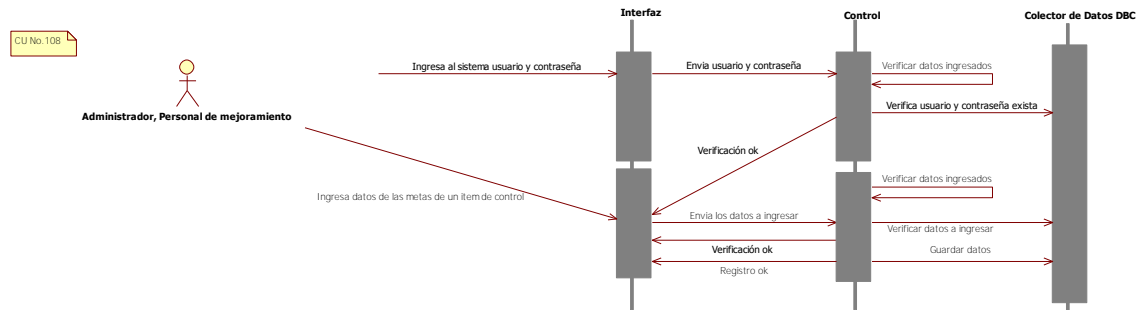 Interfaz
Control
Colector de Datos DBC
CU No.108
Ingresa al sistema usuario y contraseña
Envia usuario y contraseña
Verificar datos ingresados
Verifica usuario y contraseña exista
Administrador, Personal de mejoramiento
Verificación ok
Verificar datos ingresados
Ingresa datos de las metas de un item de control
Envia los datos a ingresar
Verificar datos a ingresar
Verificación ok
Guardar datos
Registro ok